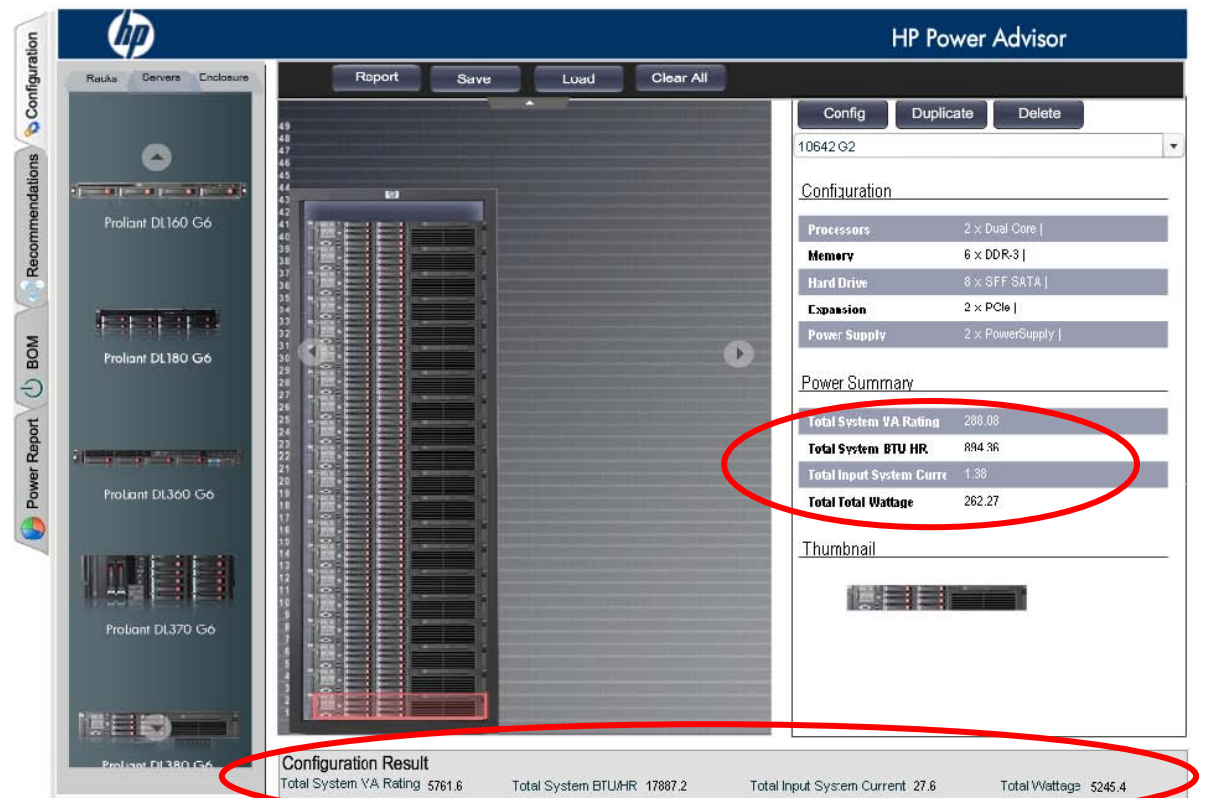 hp
HP Power Advisor
Configuration
Recommendations
BOM
Power Report
Racks Servers Enclosure
Report Save Load Clear All
Proliant DL160 G6
Proliant DL180 G6
ProLiant DL360 G6
ProLiant DL370 G6
ProLiant DL380 G6
49
48
47
46
45
44
43
42
41
40
39
38
37
36
35
34
33
32
31
30
29
28
27
26
25
24
23
22
21
20
19
18
17
16
15
14
13
12
11
10
9
8
7
6
5
4
3
2
1
Config Duplicate Delete
10642 G2
Configuration
Processors 2 x Dual Core |
Memory 6 x DDR-3 |
Hard Drive 8 x SFF SATA |
Expansion 2 x PCIe |
Power Supply 2 x PowerSupply |
Power Summary
Total System VA Rating 288.08
Total System BTU HR 894.36
Total Input System Curre 1.38
Total Total Wattage 262.27
Thumbnail
Configuration Result
Total System VA Rating 5761.6 Total System BTU/HR 17887.2 Total Input System Current 27.6 Total Wattage 5245.4